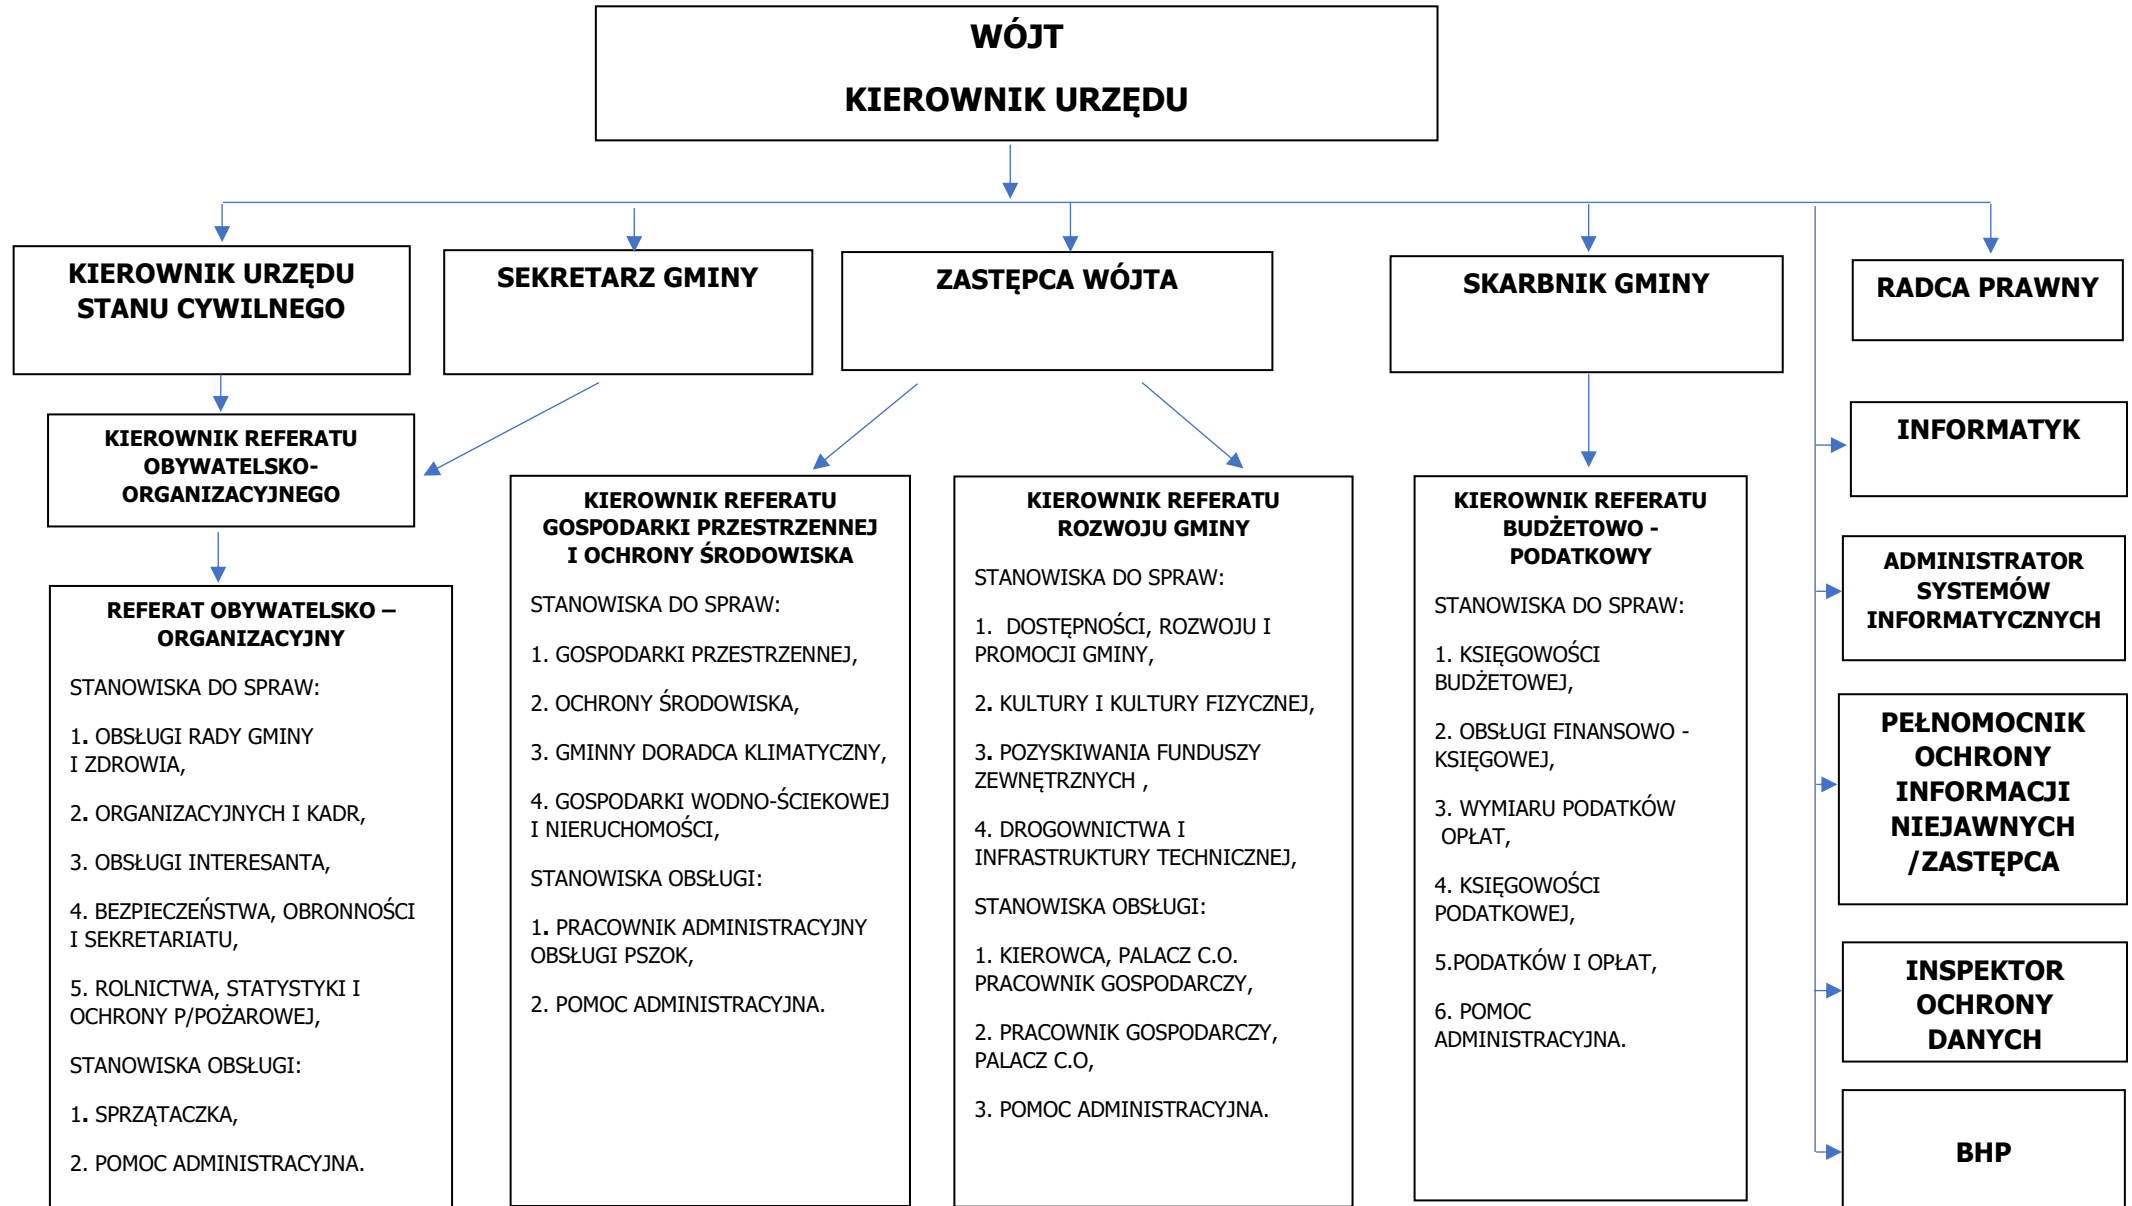 WÓJT
KIEROWNIK URZĘDU
KIEROWNIK URZĘDU
STANU CYWILNEGO
SEKRETARZ GMINY
ZASTĘPCA WÓJTA
SKARBNIK GMINY
RADCA PRAWNY
KIEROWNIK REFERATU
OBYWATELSKO-
ORGANIZACYJNEGO
REFERAT OBYWATELSKO –
ORGANIZACYJNY
STANOWISKA DO SPRAW:
1. OBSŁUGI RADY GMINY
I ZDROWIA,
2. ORGANIZACYJNYCH I KADR,
3. OBSŁUGI INTERESANTA,
4. BEZPIECZEŃSTWA, OBRONNOŚCI
I SEKRETARIATU,
5. ROLNICTWA, STATYSTYKI I
OCHRONY P/POŻAROWEJ,
STANOWISKA OBSŁUGI:
1. SPRZĄTACZKA,
2. POMOC ADMINISTRACYJNA.
KIEROWNIK REFERATU
GOSPODARKI PRZESTRZENNEJ
I OCHRONY ŚRODOWISKA
STANOWISKA DO SPRAW:
1. GOSPODARKI PRZESTRZENNEJ,
2. OCHRONY ŚRODOWISKA,
3. GMINNY DORADCA KLIMATYCZNY,
4. GOSPODARKI WODNO-ŚCIEKOWEJ
I NIERUCHOMOŚCI,
STANOWISKA OBSŁUGI:
1. PRACOWNIK ADMINISTRACYJNY
OBSŁUGI PSZOK,
2. POMOC ADMINISTRACYJNA.
KIEROWNIK REFERATU
ROZWOJU GMINY
STANOWISKA DO SPRAW:
1. DOSTĘPNOŚCI, ROZWOJU I
PROMOCJI GMINY,
2. KULTURY I KULTURY FIZYCZNEJ,
3. POZYSKIWANIA FUNDUSZY
ZEWNĘTRZNYCH ,
4. DROGOWNICTWA I
INFRASTRUKTURY TECHNICZNEJ,
STANOWISKA OBSŁUGI:
1. KIEROWCA, PALACZ C.O.
PRACOWNIK GOSPODARCZY,
2. PRACOWNIK GOSPODARCZY,
PALACZ C.O,
3. POMOC ADMINISTRACYJNA.
KIEROWNIK REFERATU
BUDŻETOWO -
PODATKOWY
STANOWISKA DO SPRAW:
1. KSIĘGOWOŚCI
BUDŻETOWEJ,
2. OBSŁUGI FINANSOWO -
KSIĘGOWEJ,
3. WYMIARU PODATKÓW
OPŁAT,
4. KSIĘGOWOŚCI
PODATKOWEJ,
5.PODATKÓW I OPŁAT,
6. POMOC
ADMINISTRACYJNA.
INFORMATYK
ADMINISTRATOR
SYSTEMÓW
INFORMATYCZNYCH
PEŁNOMOCNIK
OCHRONY
INFORMACJI
NIEJAWNYCH
/ZASTĘPCA
INSPEKTOR
OCHRONY
DANYCH
BHP